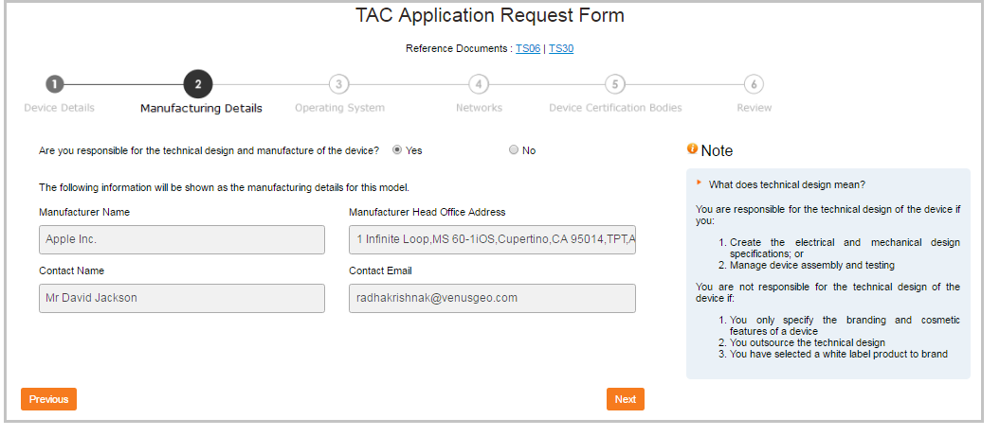 TAC Application Request Form
Reference Documents : TS06 | TS30
1 2 3 4 5 6
Device Details Manufacturing Details Operating System Networks Device Certification Bodies Review
Are you responsible for the technical design and manufacture of the device? Yes No
The following information will be shown as the manufacturing details for this model.
Manufacturer Name Manufacturer Head Office Address
Apple Inc. 1 Infinite Loop,MS 60-1iOS,Cupertino,CA 95014,TPT,A
Contact Name Contact Email
Mr David Jackson radhakrishnak@venusgeo.com
Previous Next
Note
What does technical design mean?
You are responsible for the technical design of the device if
you:
1. Create the electrical and mechanical design
specifications; or
2. Manage device assembly and testing
You are not responsible for the technical design of the
device if:
1. You only specify the branding and cosmetic
features of a device
2. You outsource the technical design
3. You have selected a white label product to brand